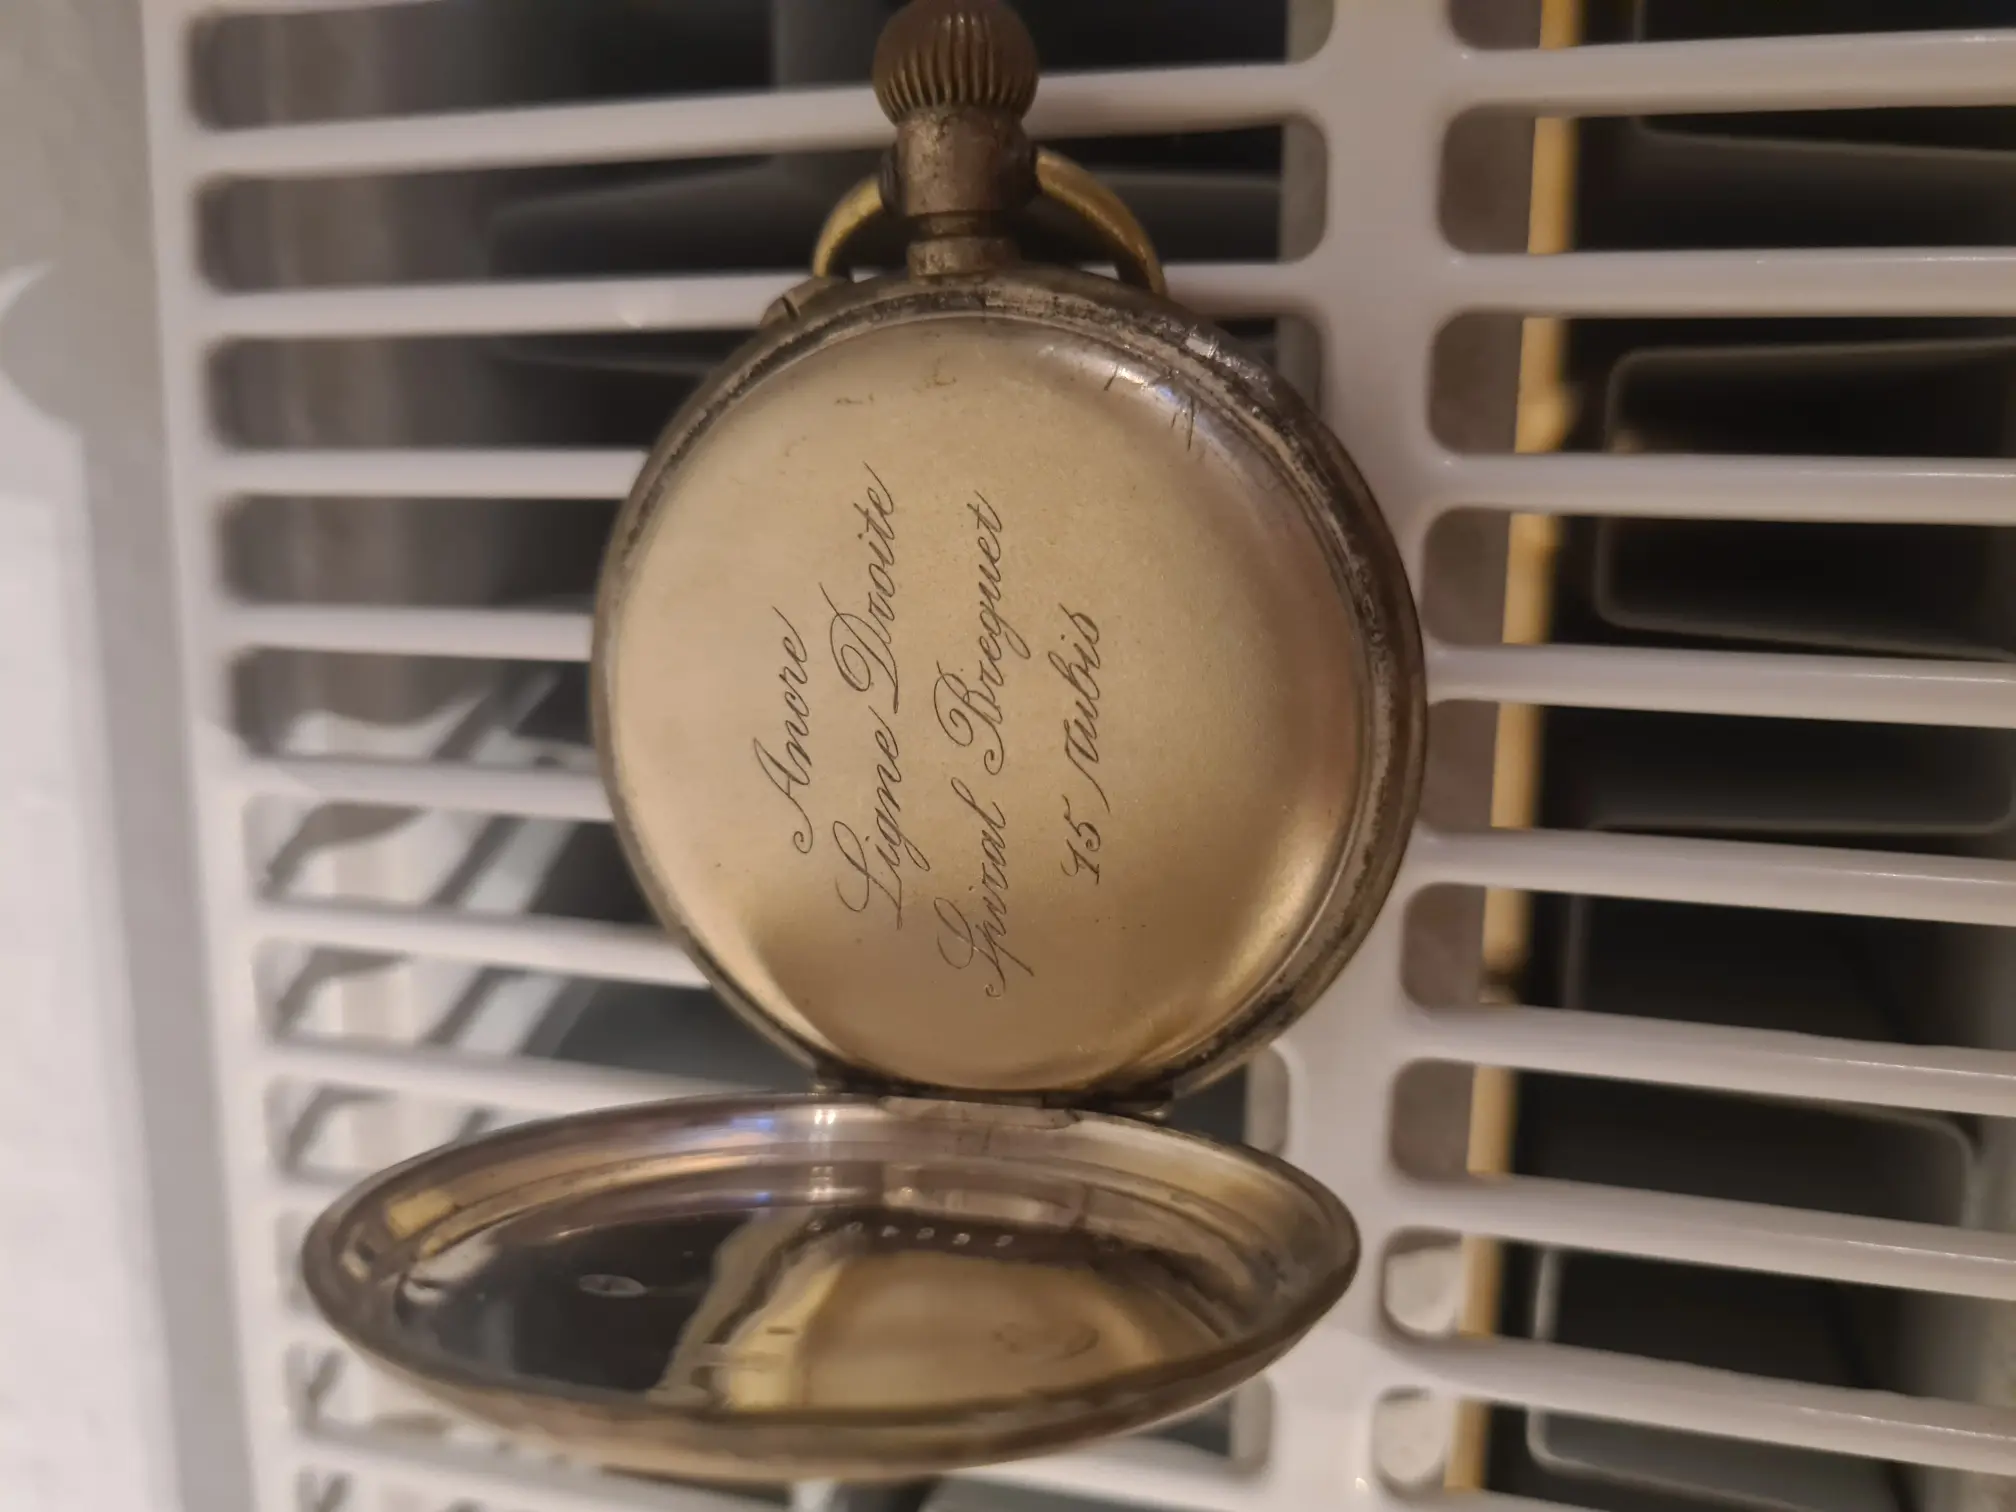 Ancre
Ligne Droite
Spiral Breguet
15 rubis